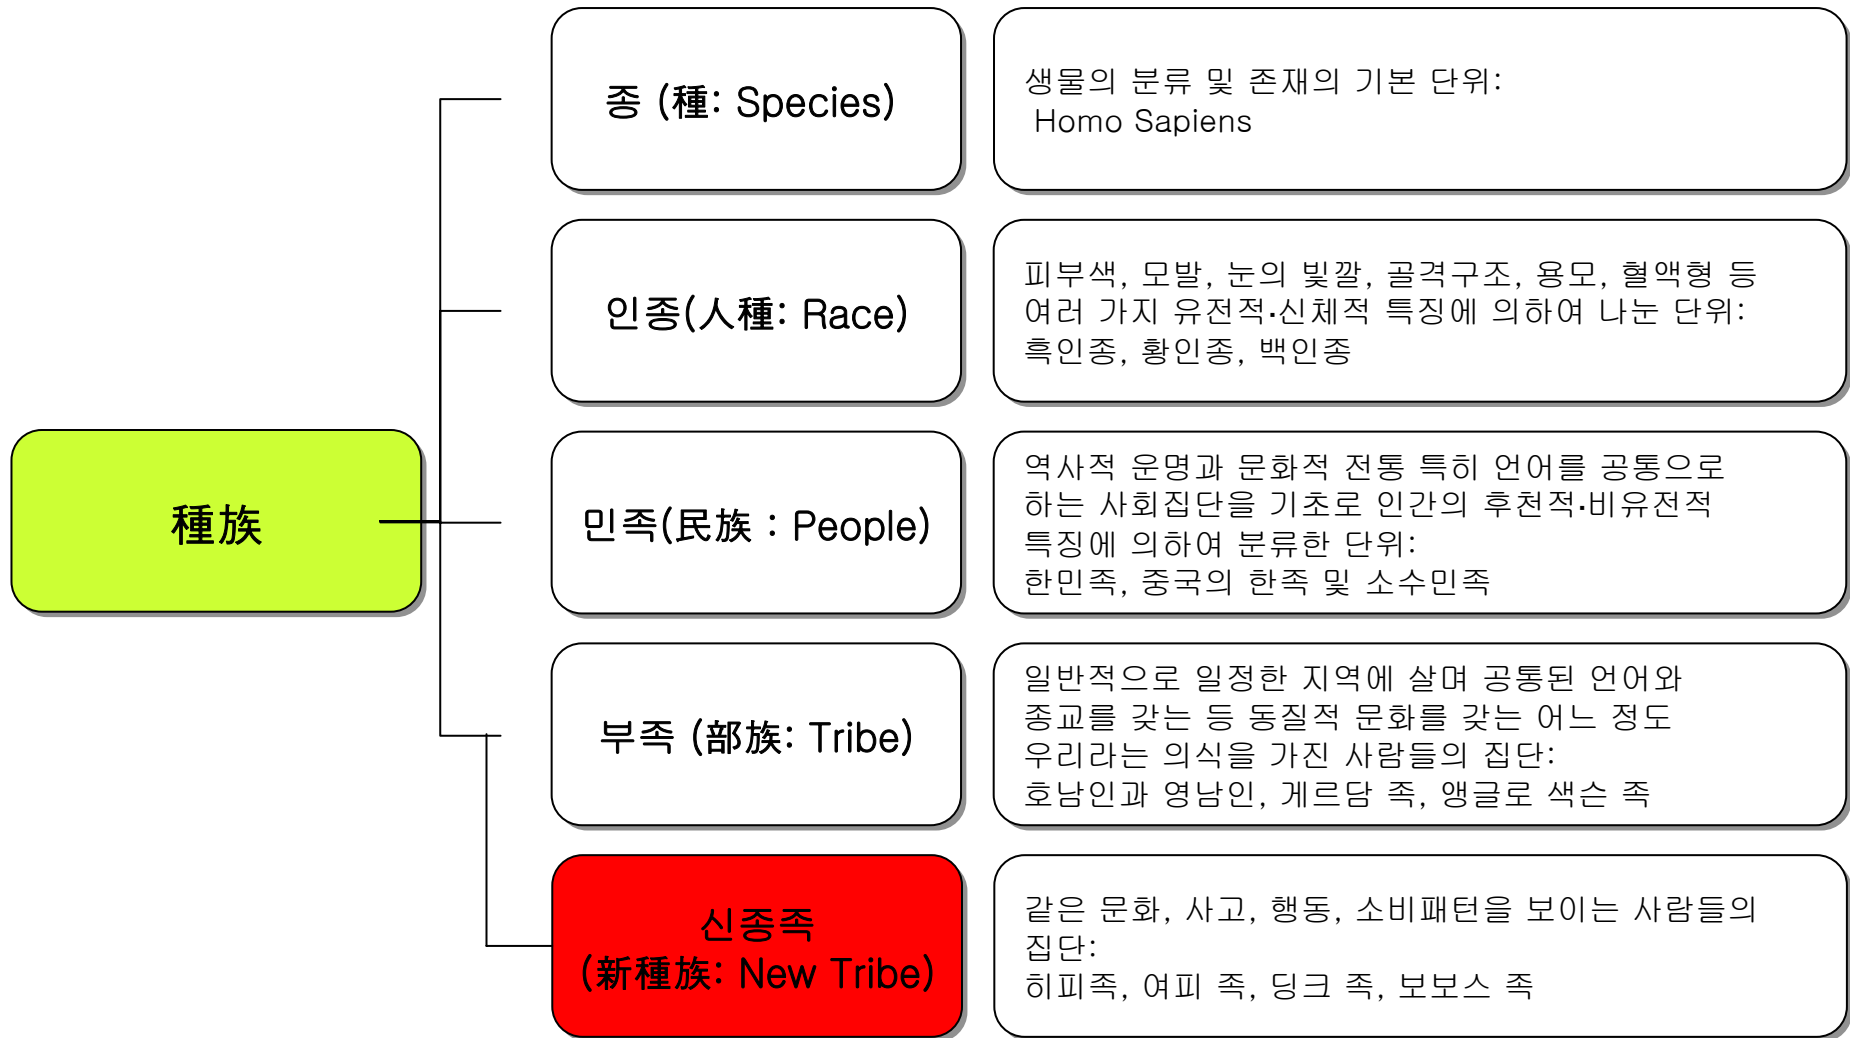 種族
종 (種: Species)
생물의 분류 및 존재의 기본 단위:
Homo Sapiens
인종(人種: Race)
피부색, 모발, 눈의 빛깔, 골격구조, 용모, 혈액형 등
여러 가지 유전적·신체적 특징에 의하여 나눈 단위:
흑인종, 황인종, 백인종
민족(民族 : People)
역사적 운명과 문화적 전통 특히 언어를 공통으로
하는 사회집단을 기초로 인간의 후천적·비유전적
특징에 의하여 분류한 단위:
한민족, 중국의 한족 및 소수민족
부족 (部族: Tribe)
일반적으로 일정한 지역에 살며 공통된 언어와
종교를 갖는 등 동질적 문화를 갖는 어느 정도
우리라는 의식을 가진 사람들의 집단:
호남인과 영남인, 게르담 족, 앵글로 색슨 족
신종족
(新種族: New Tribe)
같은 문화, 사고, 행동, 소비패턴을 보이는 사람들의
집단:
히피족, 여피 족, 딩크 족, 보보스 족